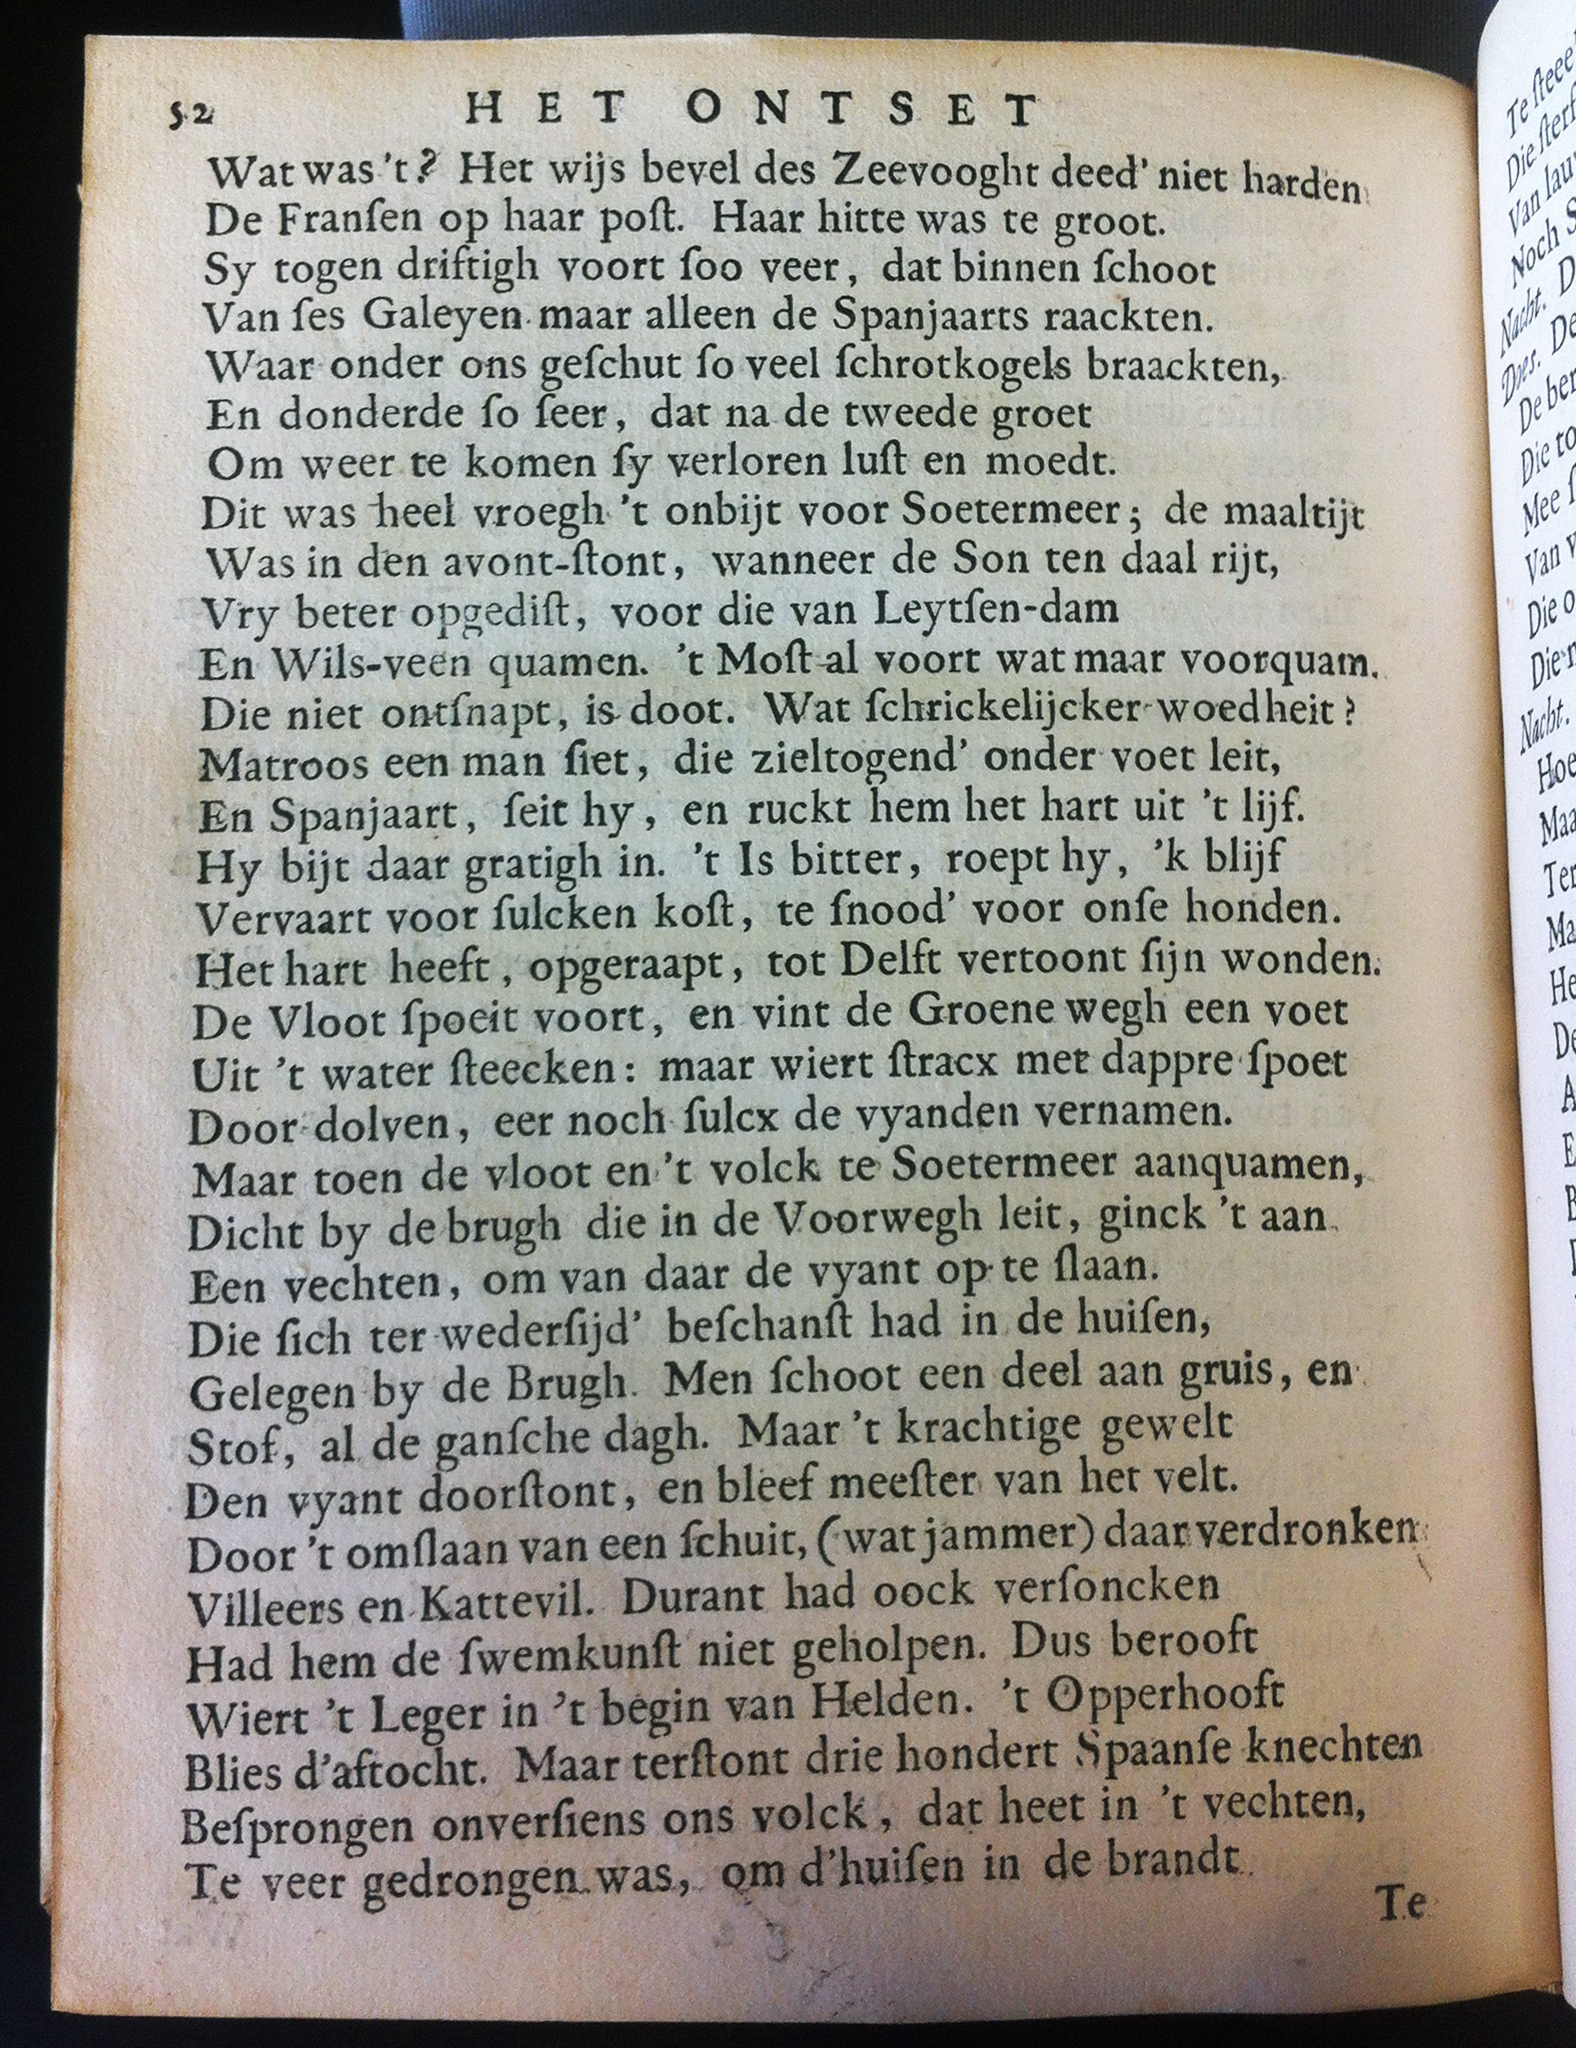 52 HET ONTSET
Wat was 't? Het wijs bevel des Zeevooght deed' niet harden
De Franſen op haar poſt. Haar hitte was te groot.
Sy togen driftigh voort ſoo veer, dat binnen ſchoot
Van ſes Galeyen maar alleen de Spanjaarts raackten.
Waar onder ons geſchut ſo veel ſchrotkogels braackten,
En donderde ſo ſeer, dat na de tweede groet
Om weer te komen ſy verloren luſt en moedt.
Dit was heel vroegh 't onbijt voor Soetermeer; de maaltijt
Was in den avont-ſtont, wanneer de Son ten daal rijt,
Vry beter opgediſt, voor die van Leytſen-dam
En Wils-veen quamen. 't Moſt al voort wat maar voorquam.
Die niet ontſnapt, is doot. Wat ſchrickelijcker woedheit?
Matroos een man ſiet, die zieltogend' onder voet leit,
En Spanjaart, ſeit hy, en ruckt hem het hart uit 't lijf.
Hy bijt daar gratigh in. 't Is bitter, roept hy, 'k blijf
Vervaart voor ſulcken koſt, te ſnood' voor onſe honden.
Het hart heeft, opgeraapt, tot Delft vertoont ſijn wonden.
De Vloot ſpoeit voort, en vint de Groene wegh een voet
Uit 't water ſteecken: maar wiert ſtracx met dappre ſpoet
Door dolven, eer noch ſulcx de vyanden vernamen.
Maar toen de vloot en 't volck te Soetermeer aanquamen,
Dicht by de brugh die in de Voorwegh leit, ginck 't aan
Een vechten, om van daar de vyant op te ſlaan.
Die ſich ter wederſijd' beſchanſt had in de huiſen,
Gelegen by de Brugh. Men ſchoot een deel aan gruis, en
Stof, al de ganſche dagh. Maar 't krachtige gewelt
Den vyant doorſtont, en bleef meeſter van het velt.
Door 't omſlaan van een ſchuit, (wat jammer) daar verdronken
Villeers en Kattevil. Durant had oock verſoncken
Had hem de ſwemkunſt niet geholpen. Dus berooft
Wiert 't Leger in 't begin van Helden. 't Opperhooft
Blies d'aftocht. Maar terſtont drie hondert Spaanſe knechten
Beſprongen onverſiens ons volck, dat heet in 't vechten,
Te veer gedrongen was, om d'huiſen in de brandt
Te
Te
Van
Noch
Nacht.
Does.
De
Die
Mee
Van
Die
Nacht.